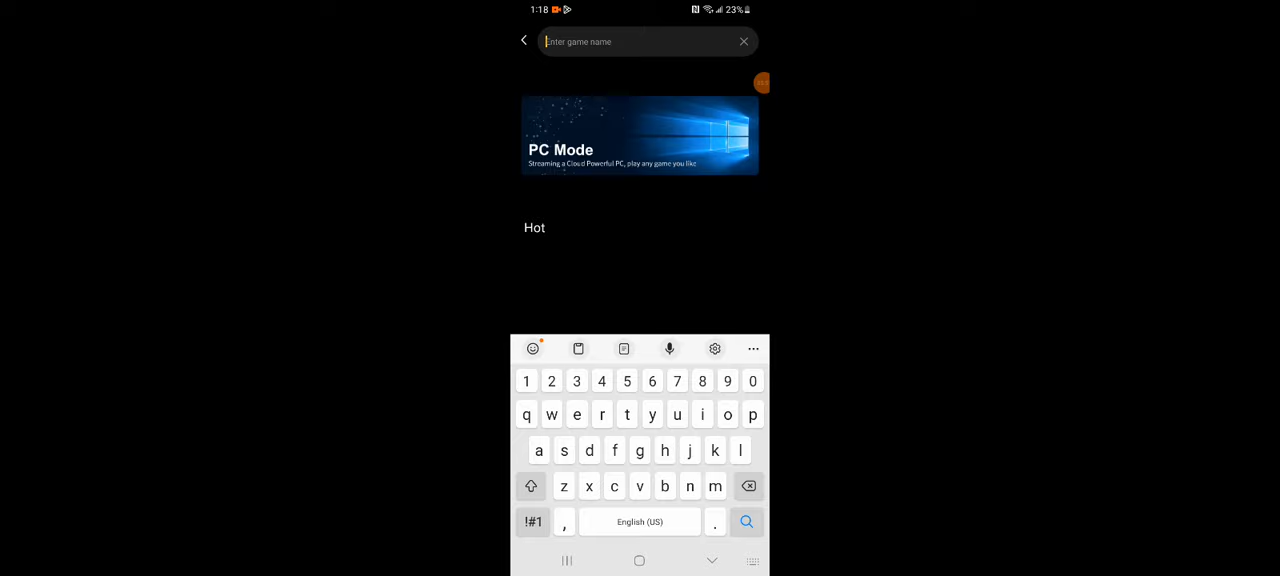 1:18 23%
Enter game name
PC Mode
Streaming a Cloud Powerful PC, play any game you like
Hot
1 2 3 4 5 6 7 8 9 0
q w e r t y u i o p
a s d f g h j k l
z x c v b n m
!#1 , English (US) .